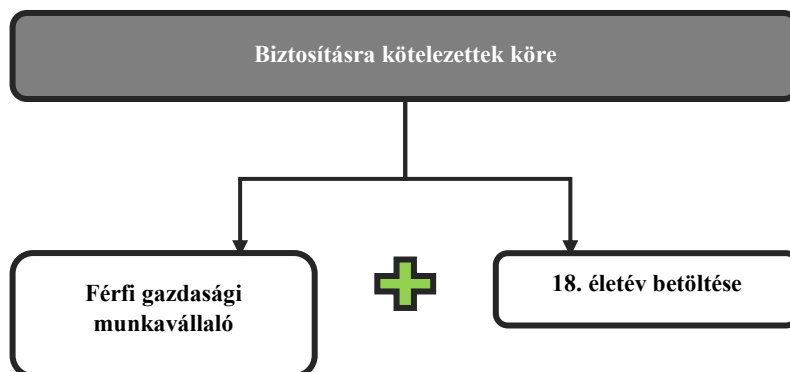 Biztosításra kötelezettek köre
Férfi gazdasági
munkavállaló
18. életév betöltése